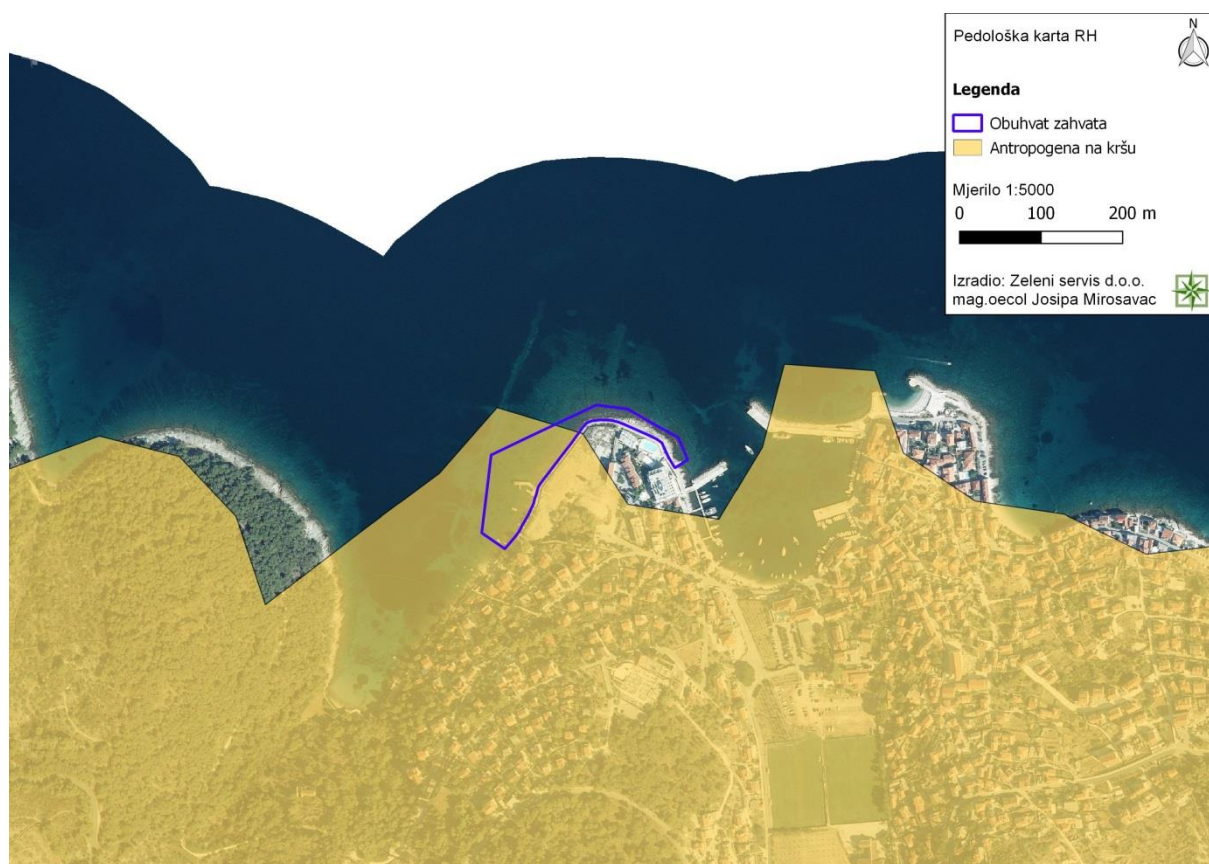 Pedološka karta RH
N
Legenda
Obuhvat zahvata
Antropogena na kršu
Mjerilo 1:5000
0 100 200 m
Izradio: Zeleni servis d.o.o.
mag.oecol Josipa Mirosavac